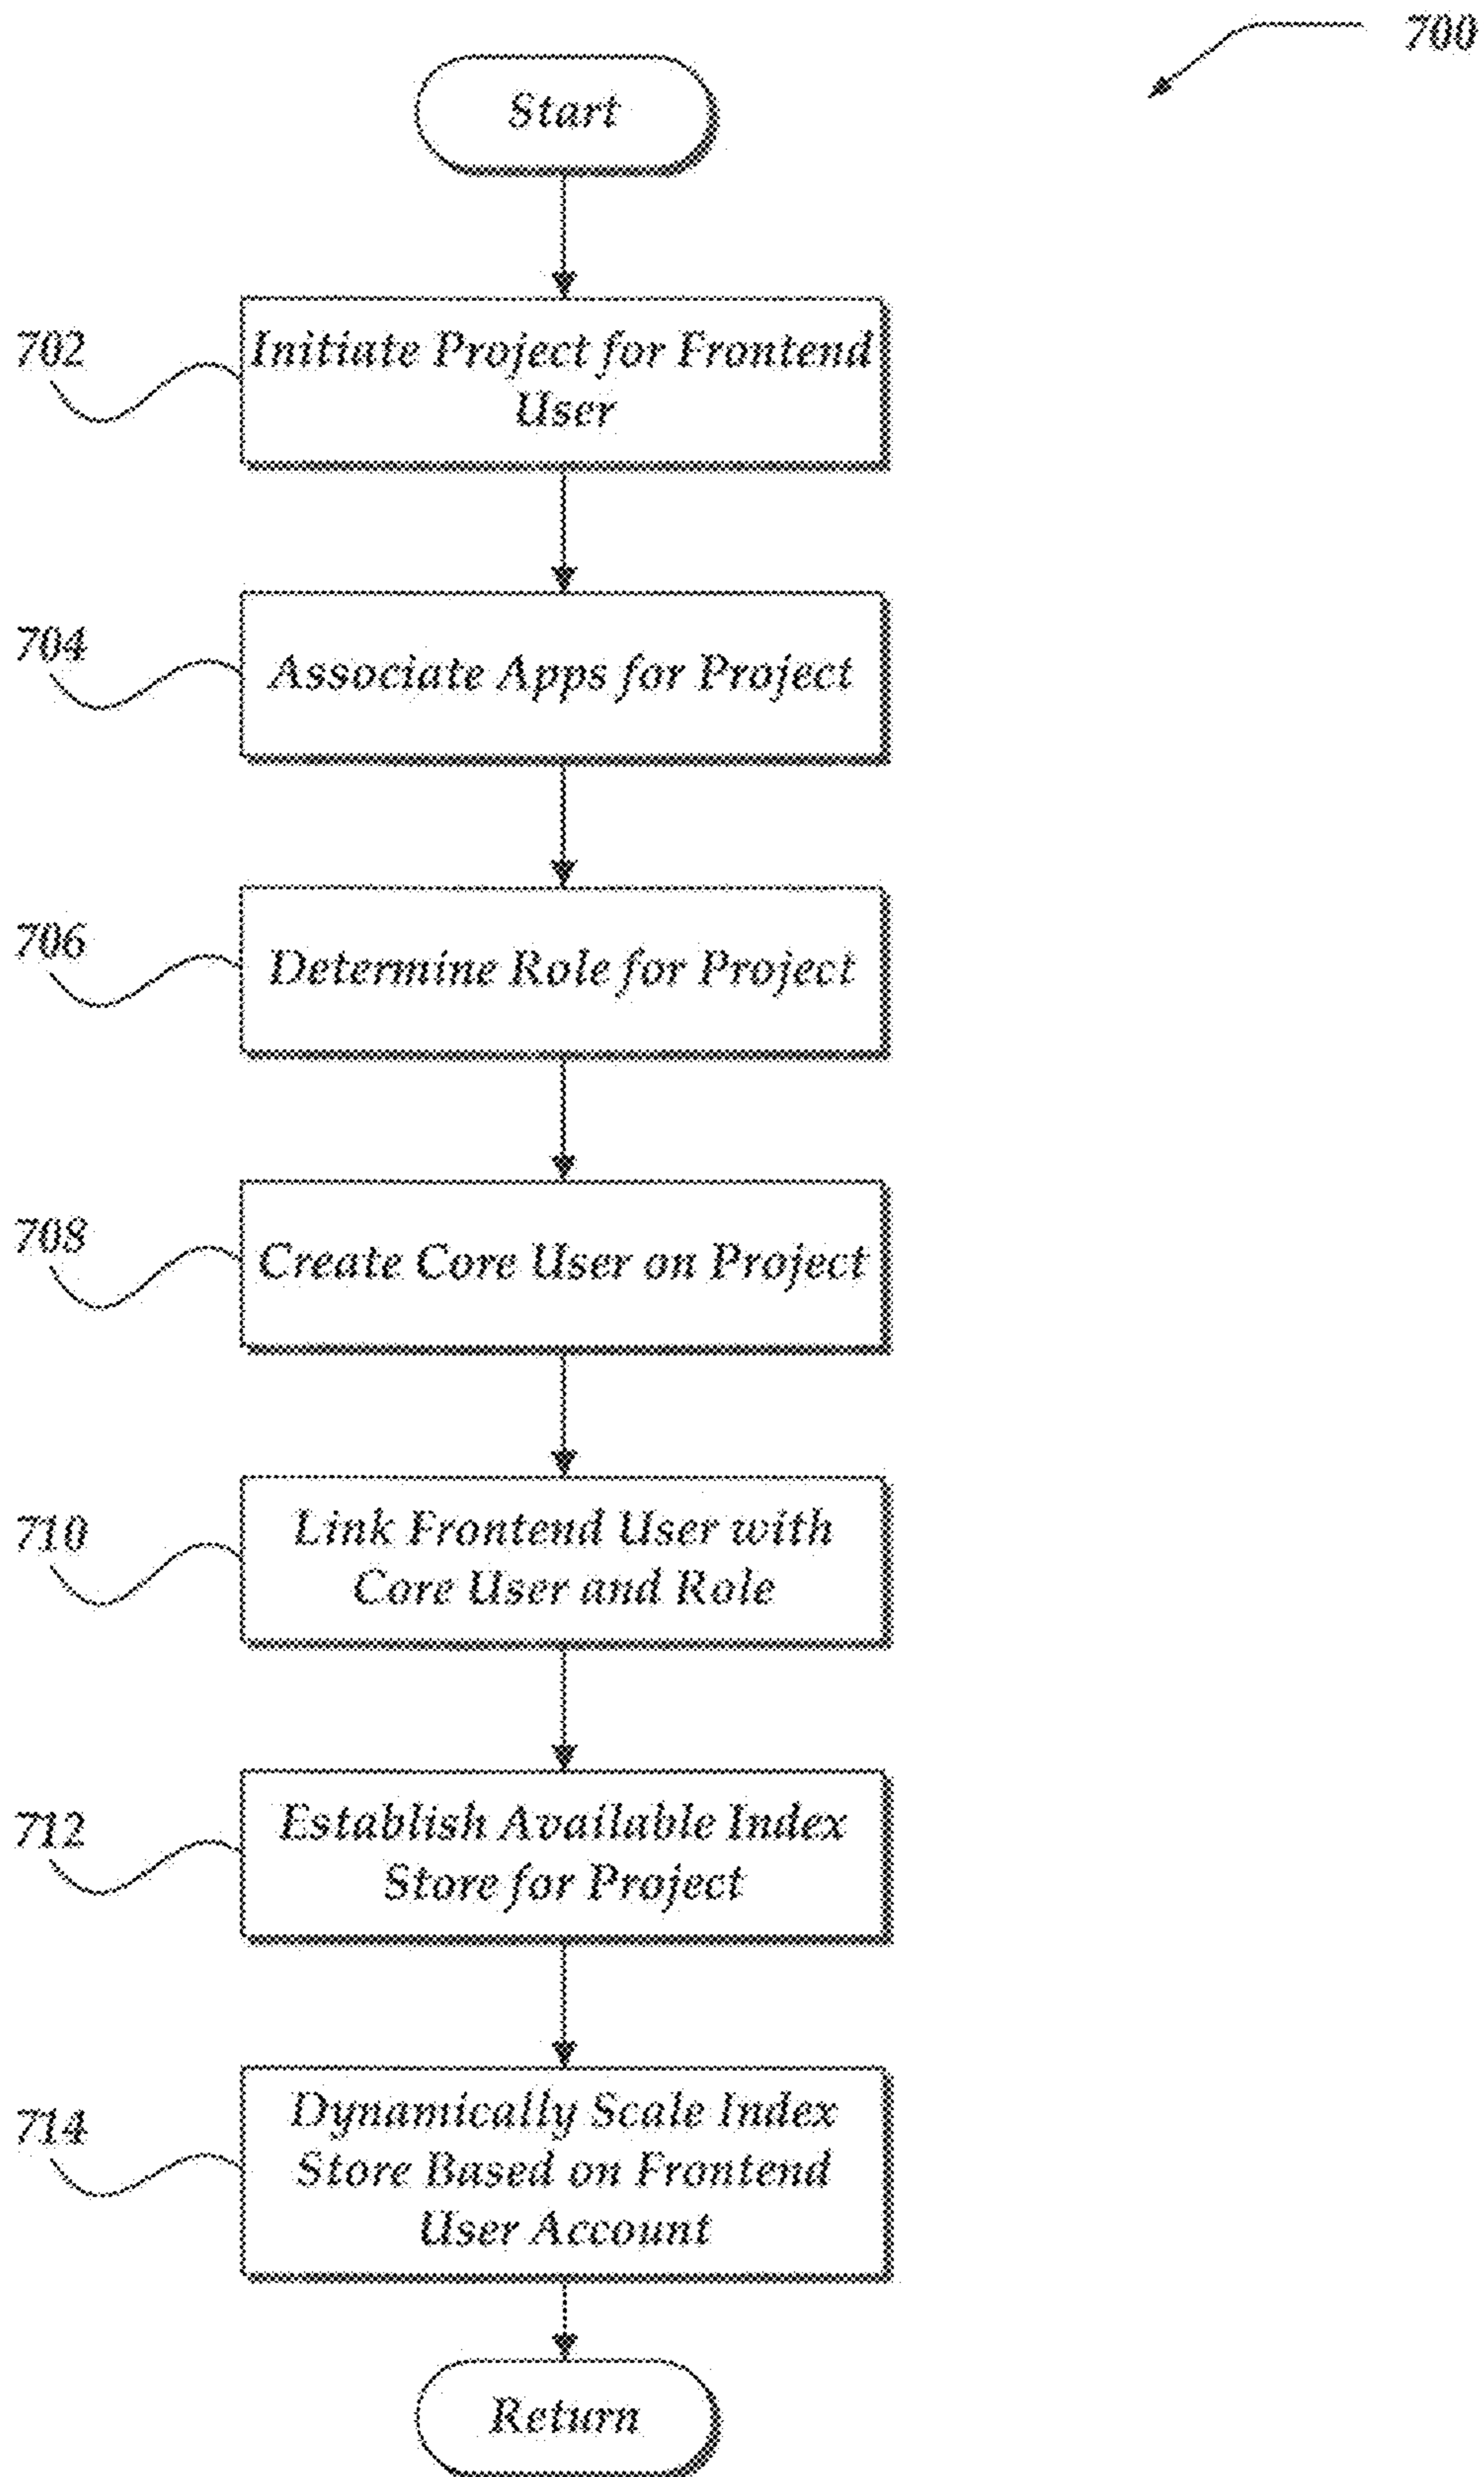 700
Start
702
Initiate Project for Frontend
User
704
Associate Apps for Project
706
Determine Role for Project
708
Create Core User on Project
710
Link Frontend User with
Core User and Role
712
Establish Available Index
Store for Project
714
Dynamically Scale Index
Store Based on Frontend
User Account
Return